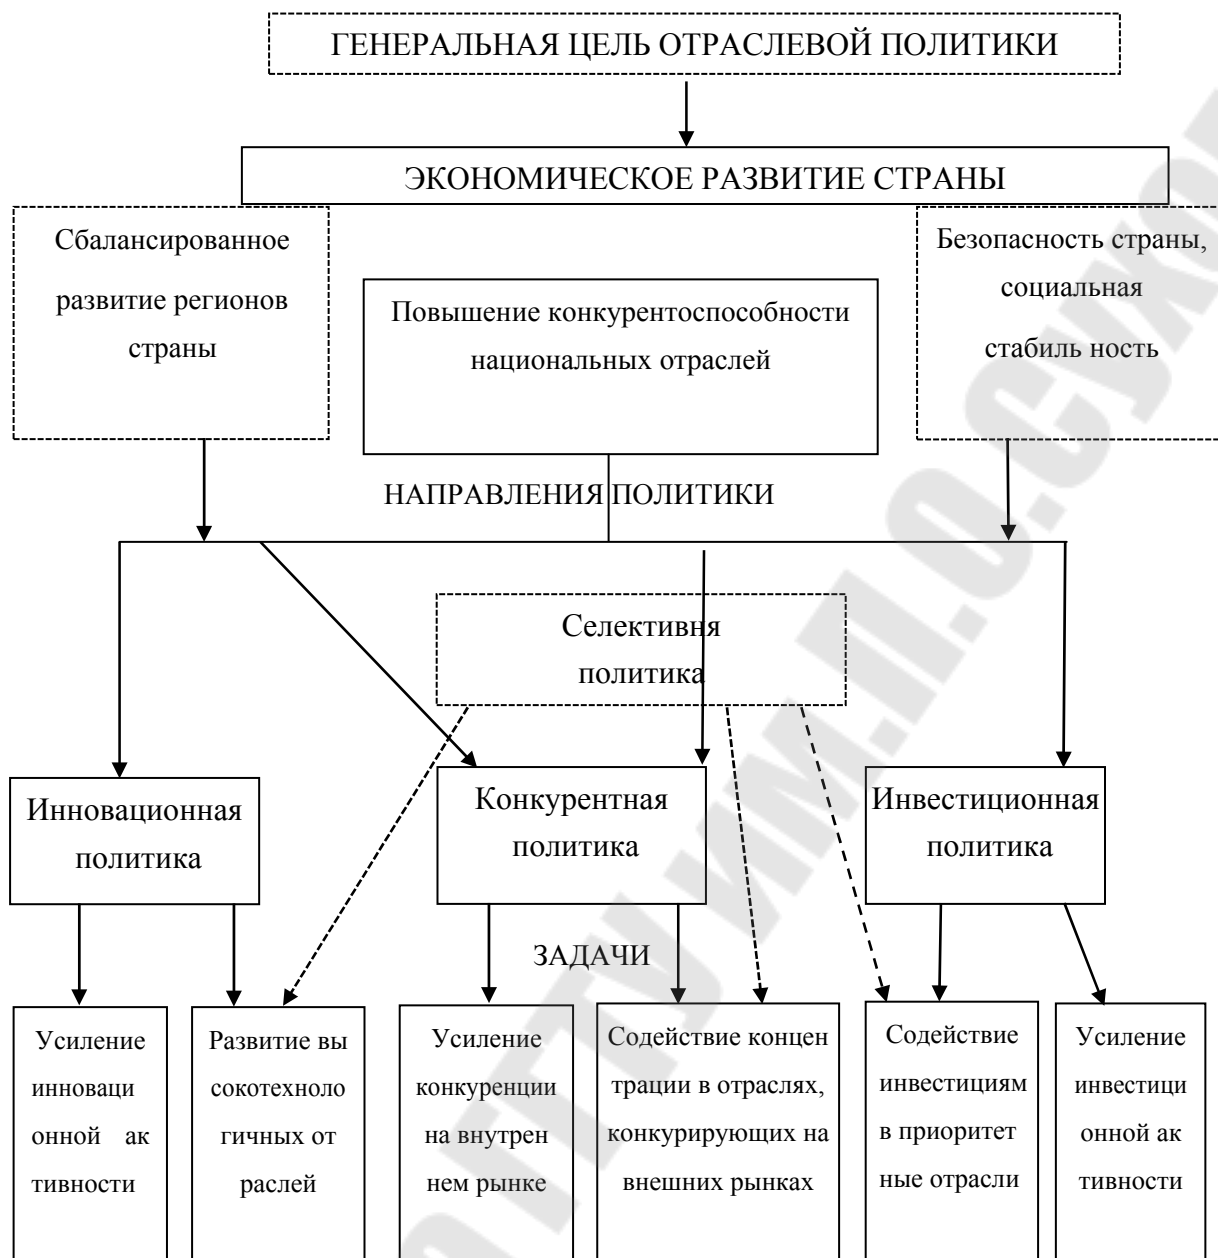 ГЕНЕРАЛЬНАЯ ЦЕЛЬ ОТРАСЛЕВОЙ ПОЛИТИКИ
ЭКОНОМИЧЕСКОЕ РАЗВИТИЕ СТРАНЫ
Сбалансированное
развитие регионов
страны
Повышение конкурентоспособности
национальных отраслей
Безопасность страны,
социальная
стабиль ность
НАПРАВЛЕНИЯ ПОЛИТИКИ
Селективня
политика
Инновационная
политика
Конкурентная
политика
Инвестиционная
политика
ЗАДАЧИ
Усиление
инноваци
онной ак
тивности
Развитие вы
сокотехноло
гичных от
раслей
Усиление
конкуренции
на внутрен
нем рынке
Содействие концен
трации в отраслях,
конкурирующих на
внешних рынках
Содействие
инвестициям
в приоритет
ные отрасли
Усиление
инвестици
онной ак
тивности
ГГТУ им.П.О.Сухо